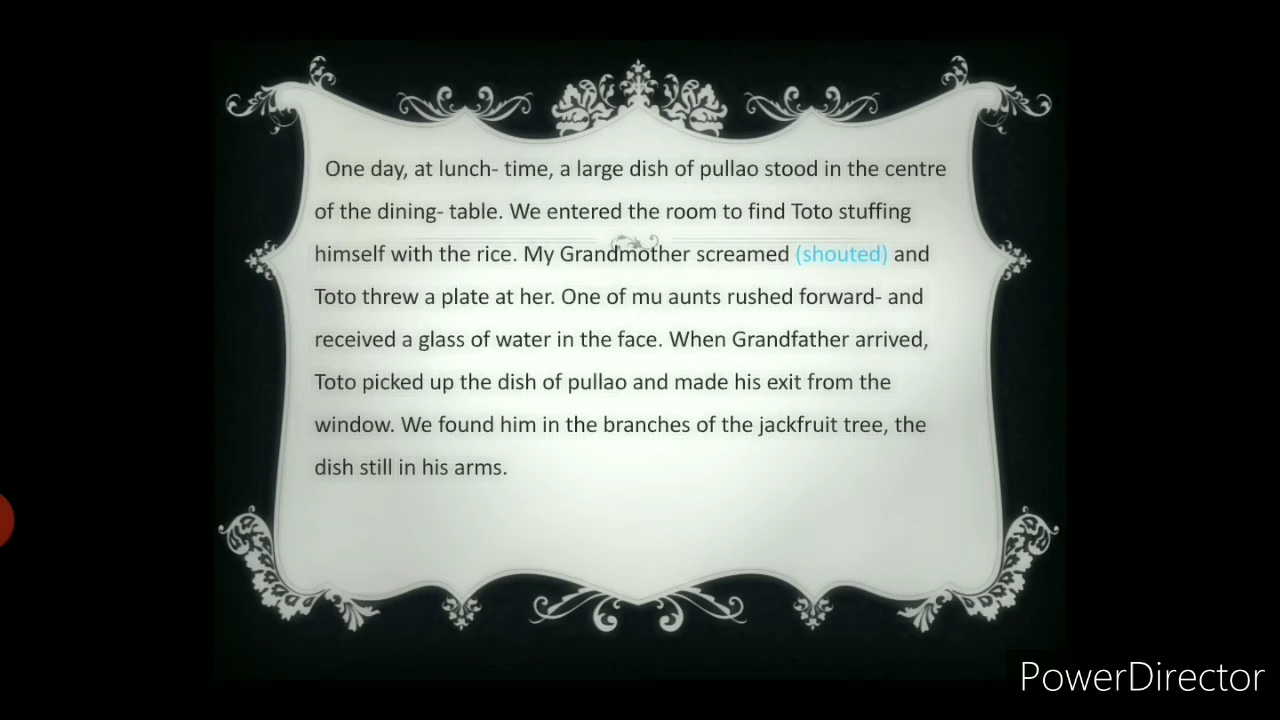 One day, at lunch- time, a large dish of pullao stood in the centre
of the dining- table. We entered the room to find Toto stuffing
himself with the rice. My Grandmother screamed (shouted) and
Toto threw a plate at her. One of mu aunts rushed forward- and
received a glass of water in the face. When Grandfather arrived,
Toto picked up the dish of pullao and made his exit from the
window. We found him in the branches of the jackfruit tree, the
dish still in his arms.
PowerDirector